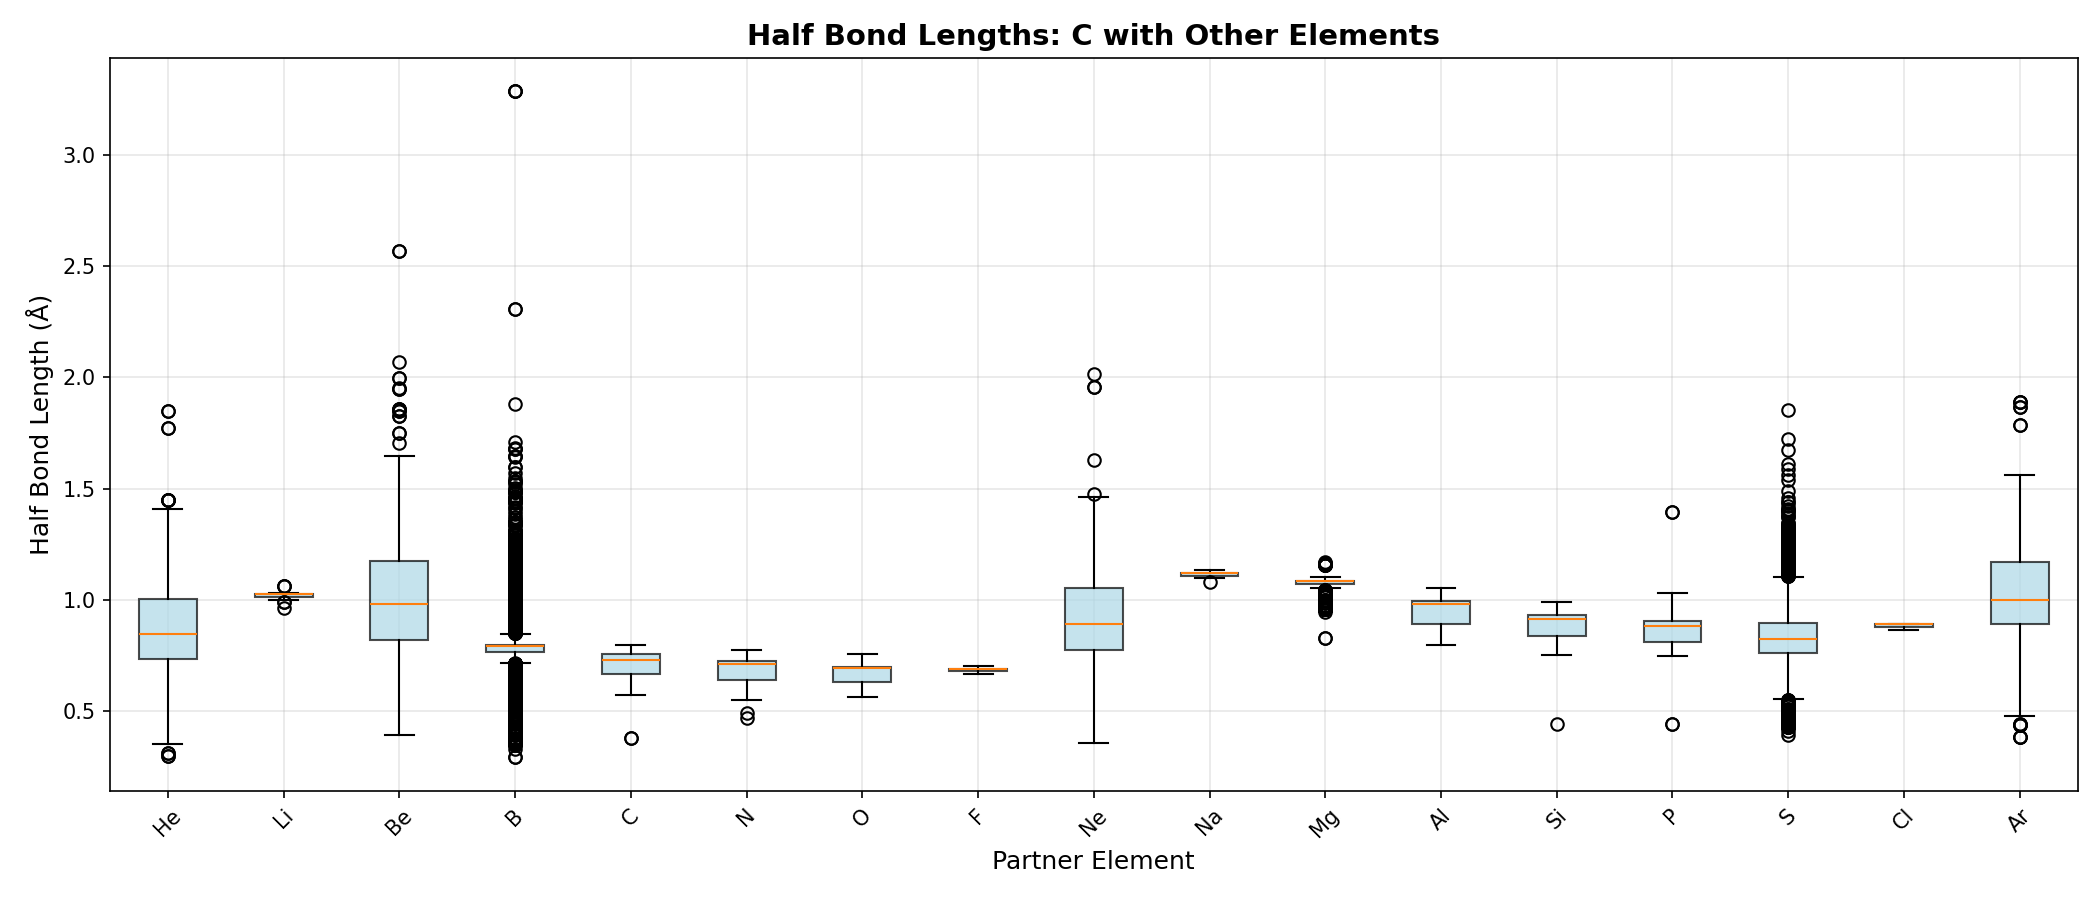 Half Bond Lengths: C with Other Elements
Half Bond Length (Å)
3.0
2.5
2.0
1.5
1.0
0.5
He Li Be B C N O F Ne Na Mg Al Si P S Cl Ar
Partner Element